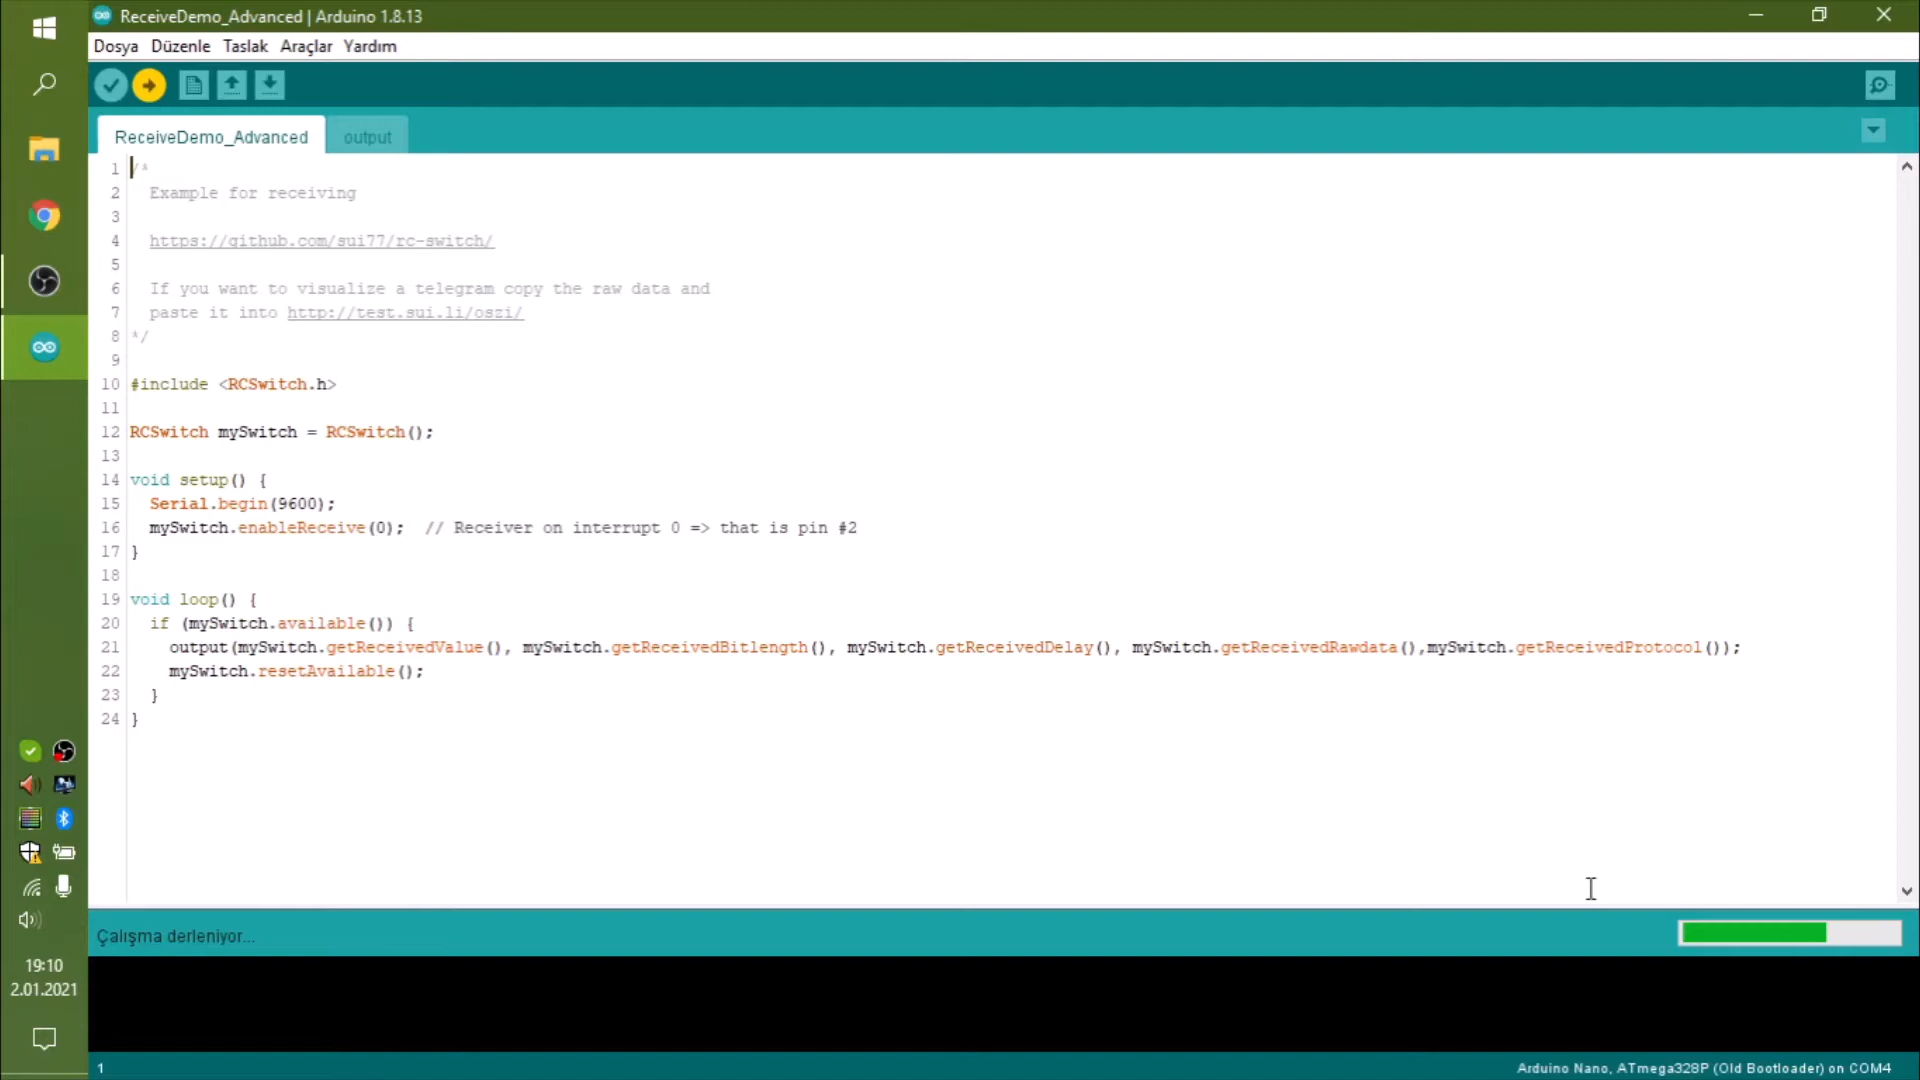 ReceiveDemo_Advanced | Arduino 1.8.13
Dosya Düzenle Taslak Araçlar Yardım
ReceiveDemo_Advanced output
1 /*
2 Example for receiving
3
4 https://github.com/sui77/rc-switch/
5
6 If you want to visualize a telegram copy the raw data and
7 paste it into http://test.sui.li/oszi/
8 */
9
10 #include <RCSwitch.h>
11
12 RCSwitch mySwitch = RCSwitch();
13
14 void setup() {
15 Serial.begin(9600);
16 mySwitch.enableReceive(0); // Receiver on interrupt 0 => that is pin #2
17 }
18
19 void loop() {
20 if (mySwitch.available()) {
21 output(mySwitch.getReceivedValue(), mySwitch.getReceivedBitlength(), mySwitch.getReceivedDelay(), mySwitch.getReceivedRawdata(),mySwitch.getReceivedProtocol());
22 mySwitch.resetAvailable();
23 }
24 }
Çalışma derleniyor...
19:10
2.01.2021
1
Arduino Nano, ATmega328P (Old Bootloader) on COM4